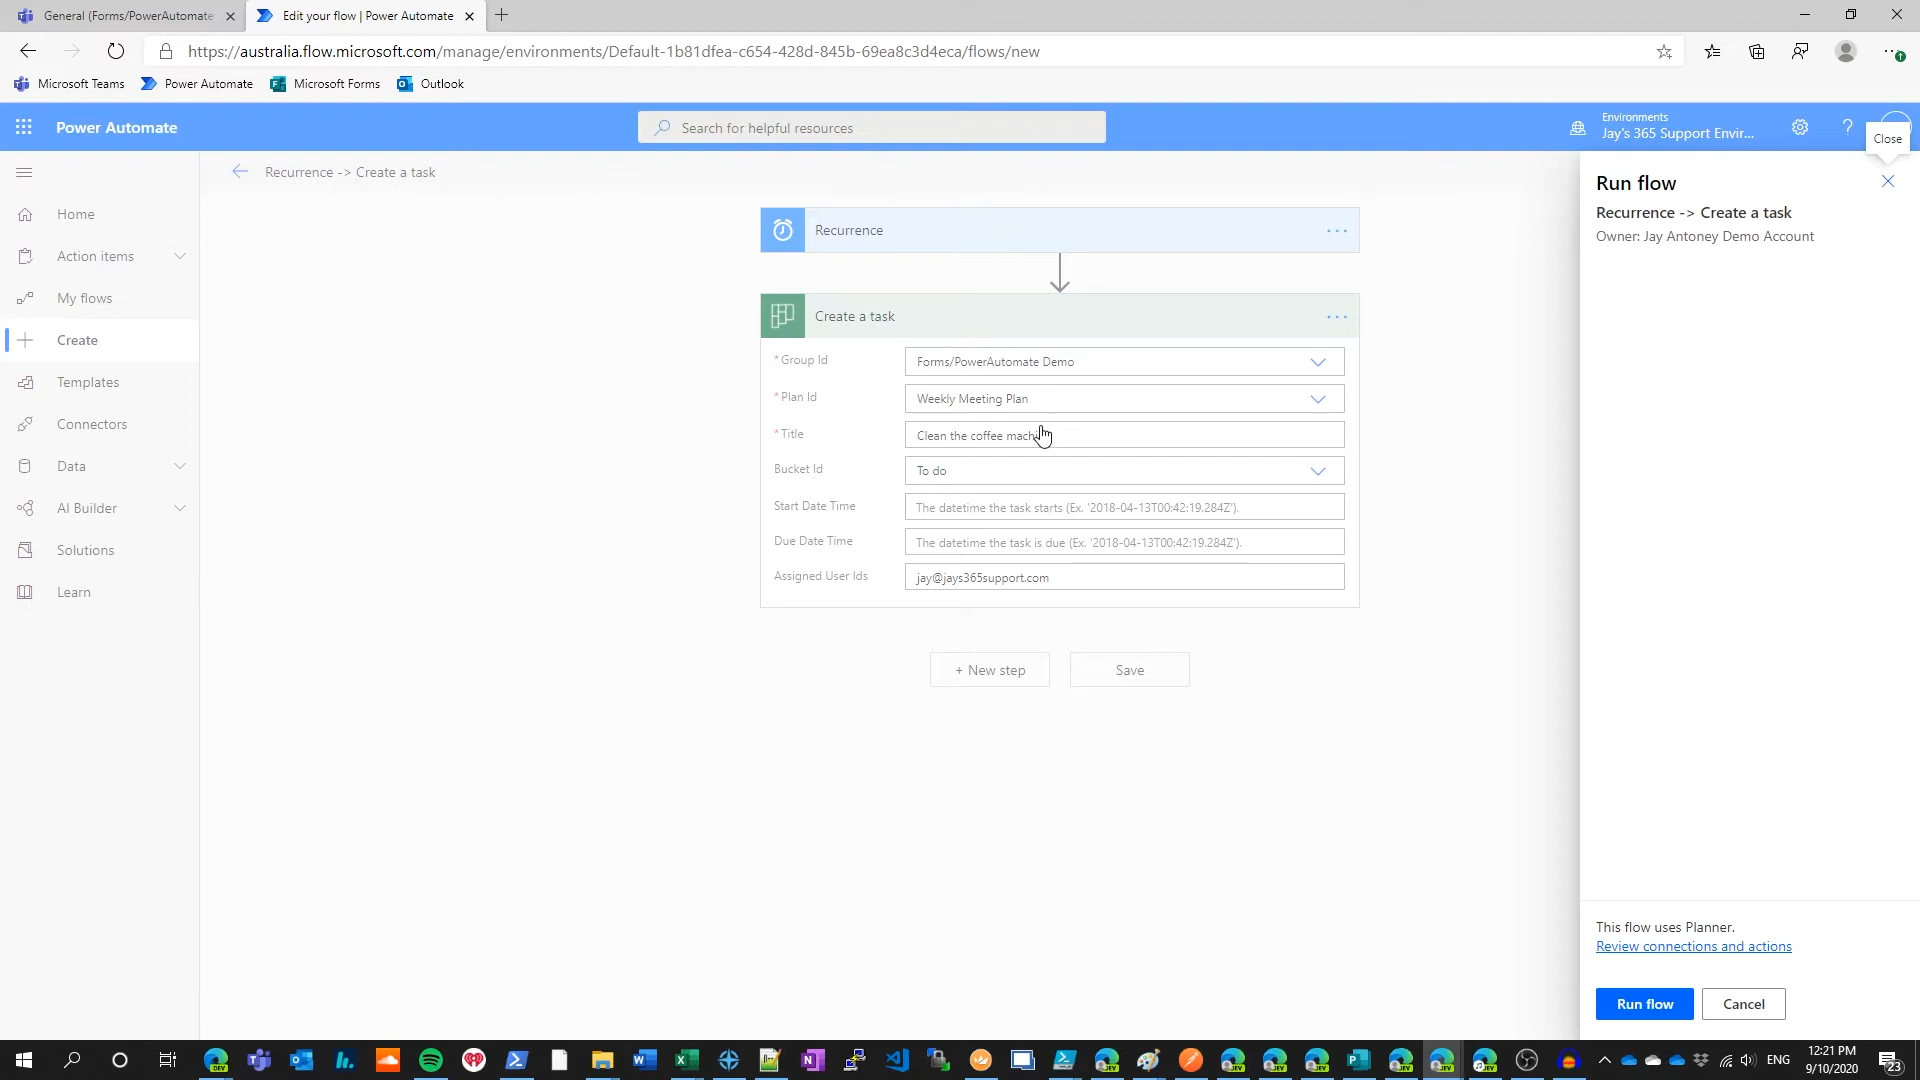 General (Forms/PowerAutomate
Edit your flow | Power Automate
https://australia.flow.microsoft.com/manage/environments/Default-1b81dfea-c654-428d-845b-69ea8c3d4eca/flows/new
Microsoft Teams
Power Automate
Microsoft Forms
Outlook
Power Automate
Search for helpful resources
Environments
Jay's 365 Support Envir...
?
Close
Home
Action items
My flows
Create
Templates
Connectors
Data
AI Builder
Solutions
Learn
Recurrence -> Create a task
Recurrence
Create a task
* Group Id
Forms/PowerAutomate Demo
* Plan Id
Weekly Meeting Plan
* Title
Clean the coffee
Bucket Id
To do
Start Date Time
The datetime the task starts (Ex. '2018-04-13T00:42:19.284Z').
Due Date Time
The datetime the task is due (Ex. '2018-04-13T00:42:19.284Z').
Assigned User Ids
jay@jays365support.com
+ New step
Save
Run flow
Recurrence -> Create a task
Owner: Jay Antoney Demo Account
This flow uses Planner.
Review connections and actions
Run flow
Cancel
ENG
12:21 PM
9/10/2020
23